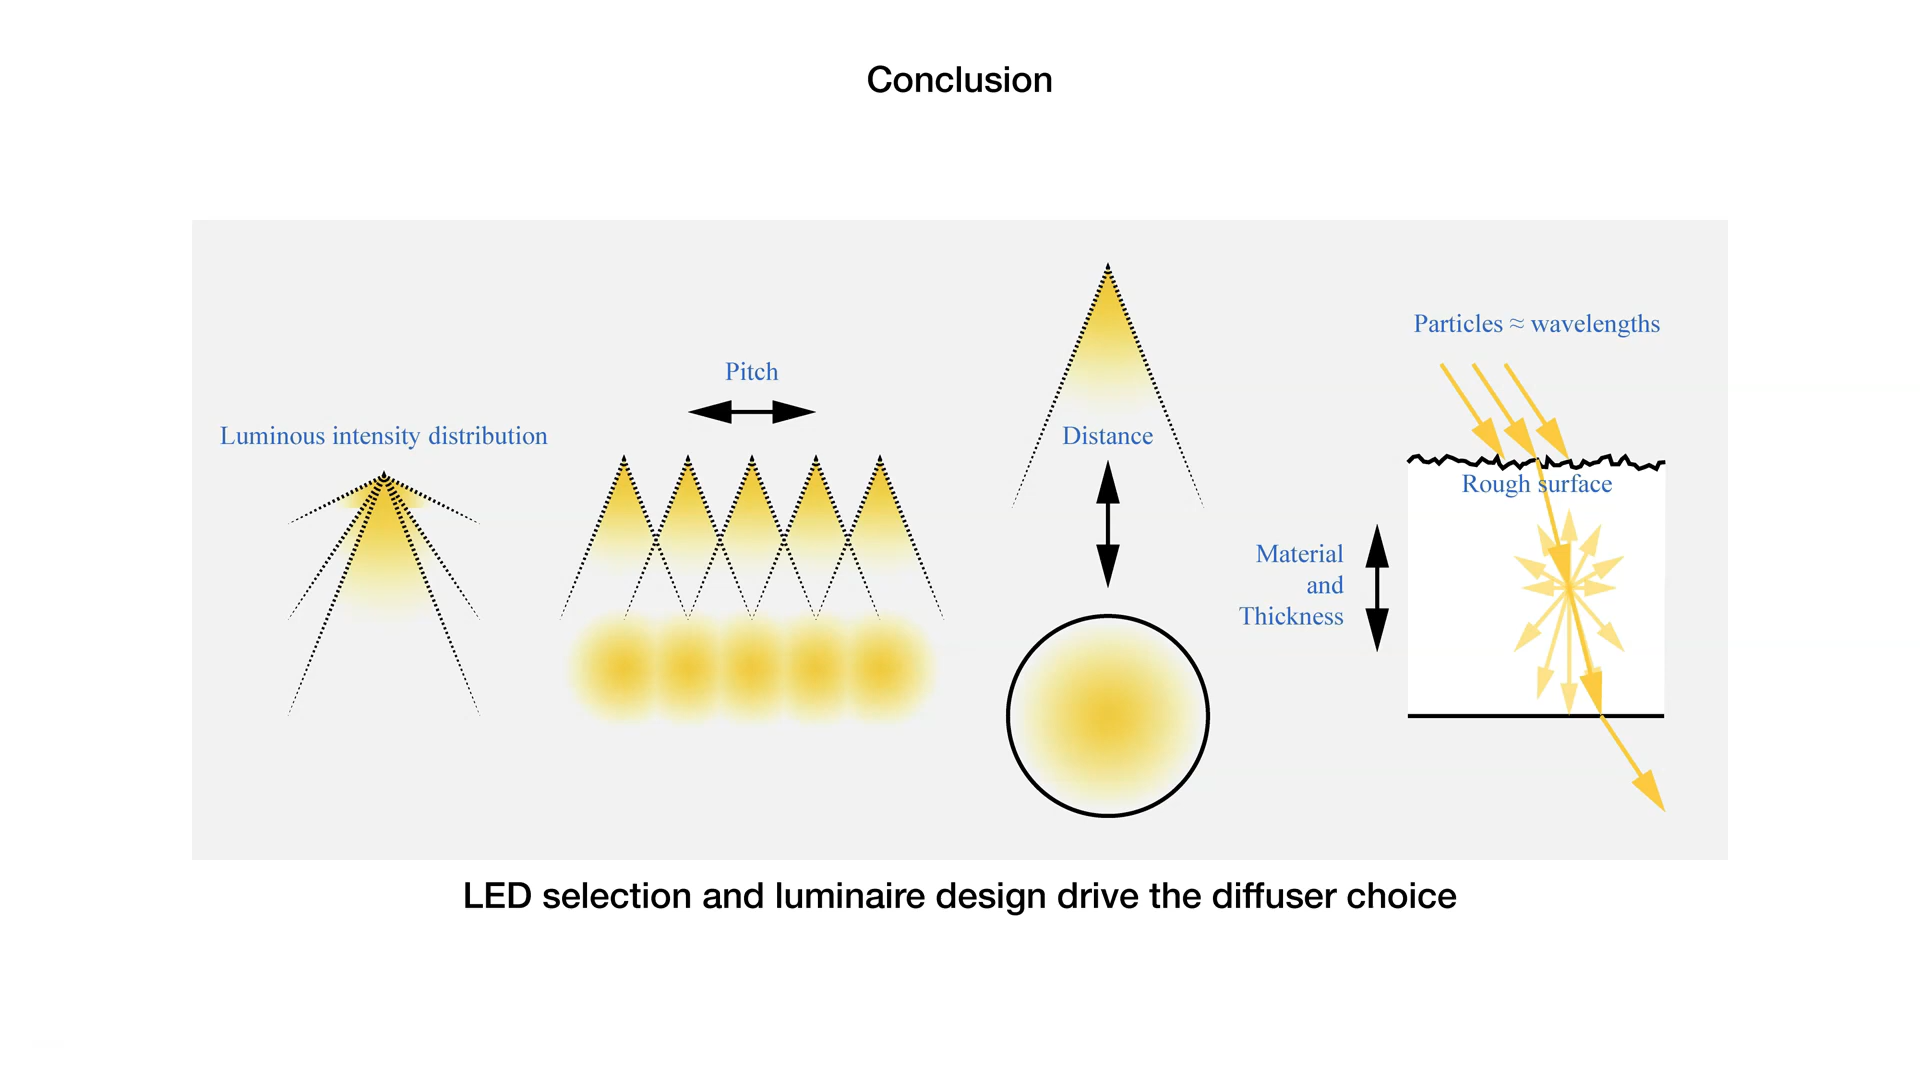 Conclusion
Luminous intensity distribution
Pitch
Distance
Particles ≈ wavelengths
Rough surface
Material
and
Thickness
LED selection and luminaire design drive the diffuser choice